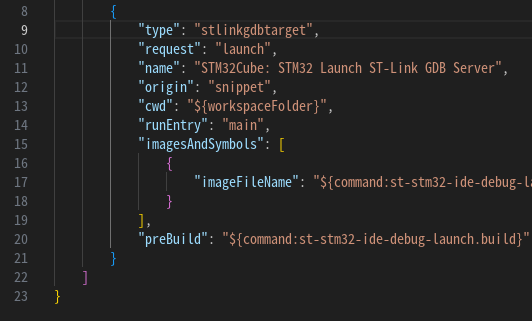 8 {
9 "type": "stlinkgdbtarget",
10 "request": "launch",
11 "name": "STM32Cube: STM32 Launch ST-Link GDB Server",
12 "origin": "snippet",
13 "cwd": "${workspaceFolder}",
14 "runEntry": "main",
15 "imagesAndSymbols": [
16 {
17 "imageFileName": "${command:st-stm32-ide-debug-la
18 }
19 ],
20 "preBuild": "${command:st-stm32-ide-debug-launch.build}"
21 }
22 ]
23 }